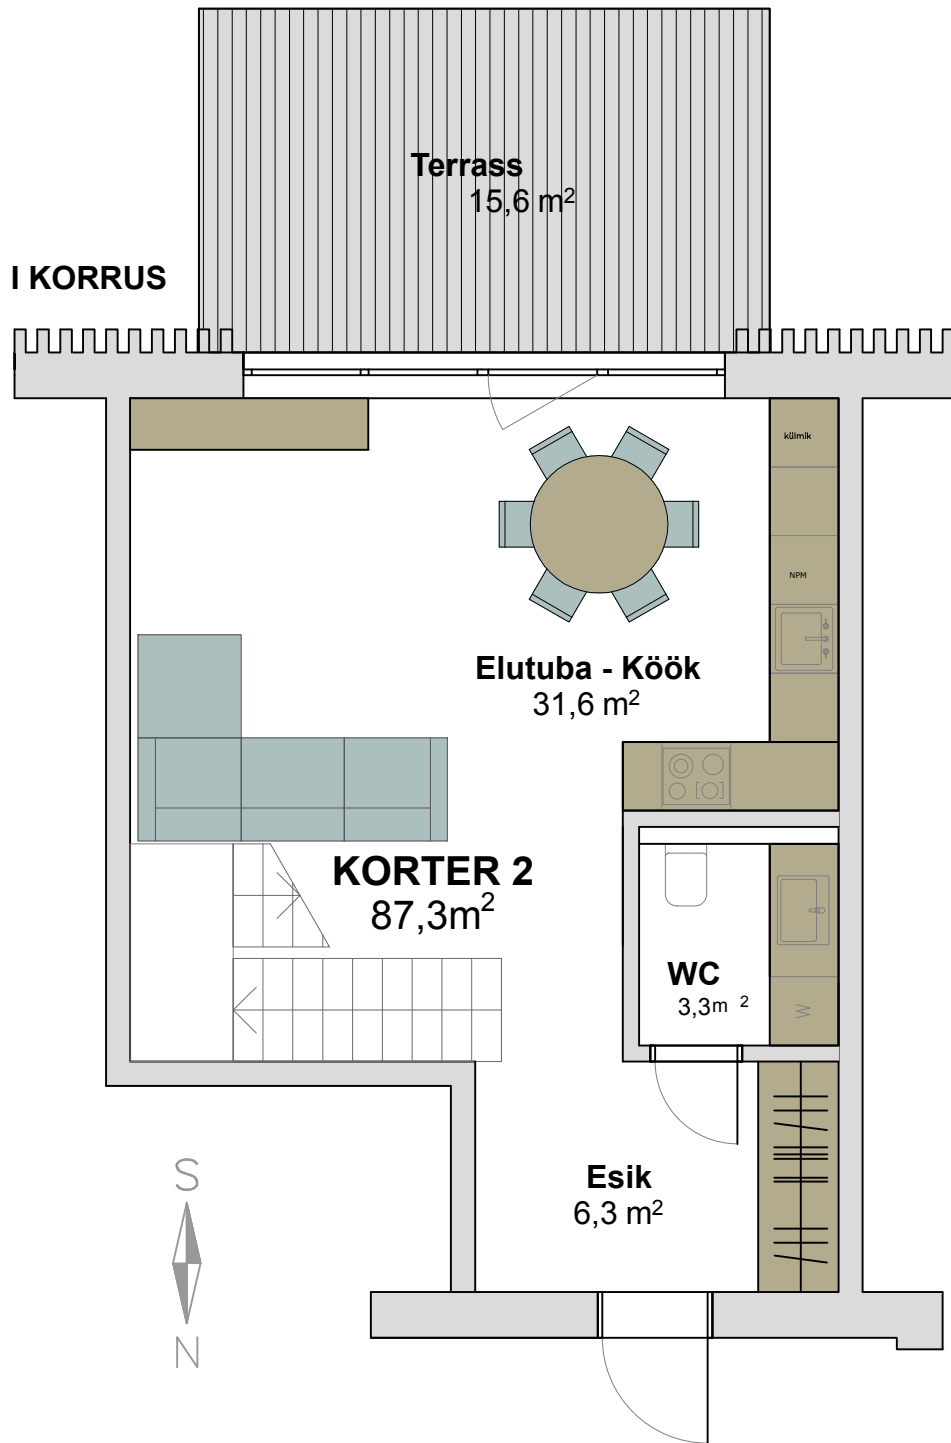 Terrass
15,6 m²
I KORRUS
külmik
NPM
Elutuba - Köök
31,6 m²
KORTER 2
87,3m²
WC
3,3m ²
W
Esik
6,3 m²
S
N